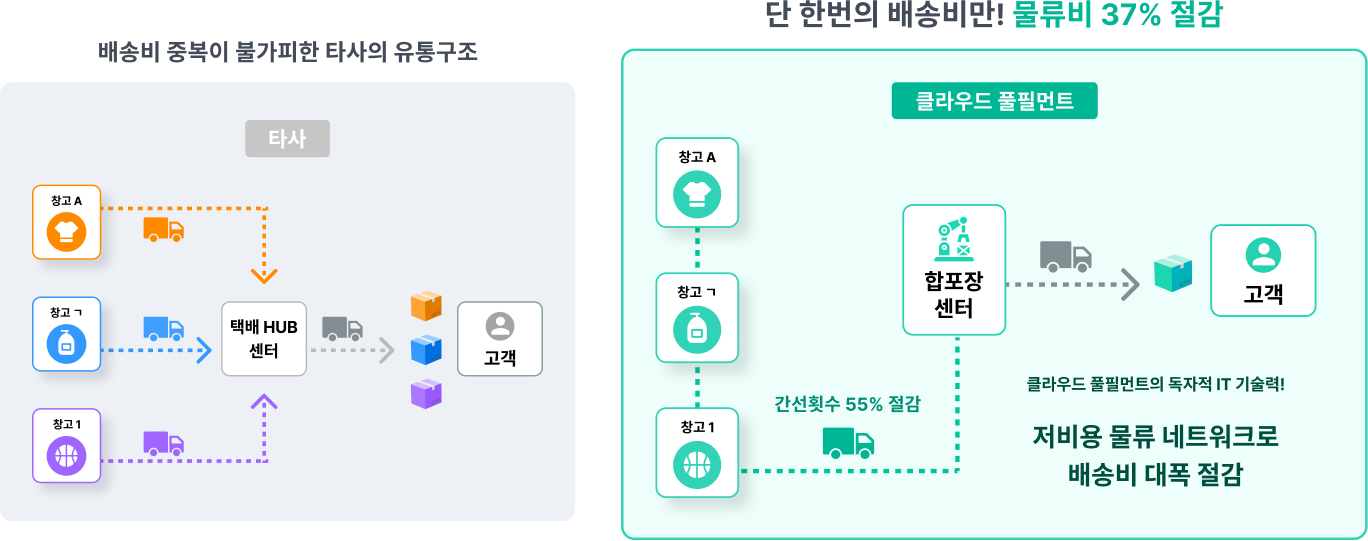 배송비 중복이 불가피한 타사의 유통구조
타사
창고 A
창고 ㄱ
창고 1
택배 HUB
센터
고객
단 한번의 배송비만! 물류비 37% 절감
클라우드 풀필먼트
창고 A
창고 ㄱ
창고 1
간선횟수 55% 절감
합포장
센터
고객
클라우드 풀필먼트의 독자적 IT 기술력!
저비용 물류 네트워크로
배송비 대폭 절감